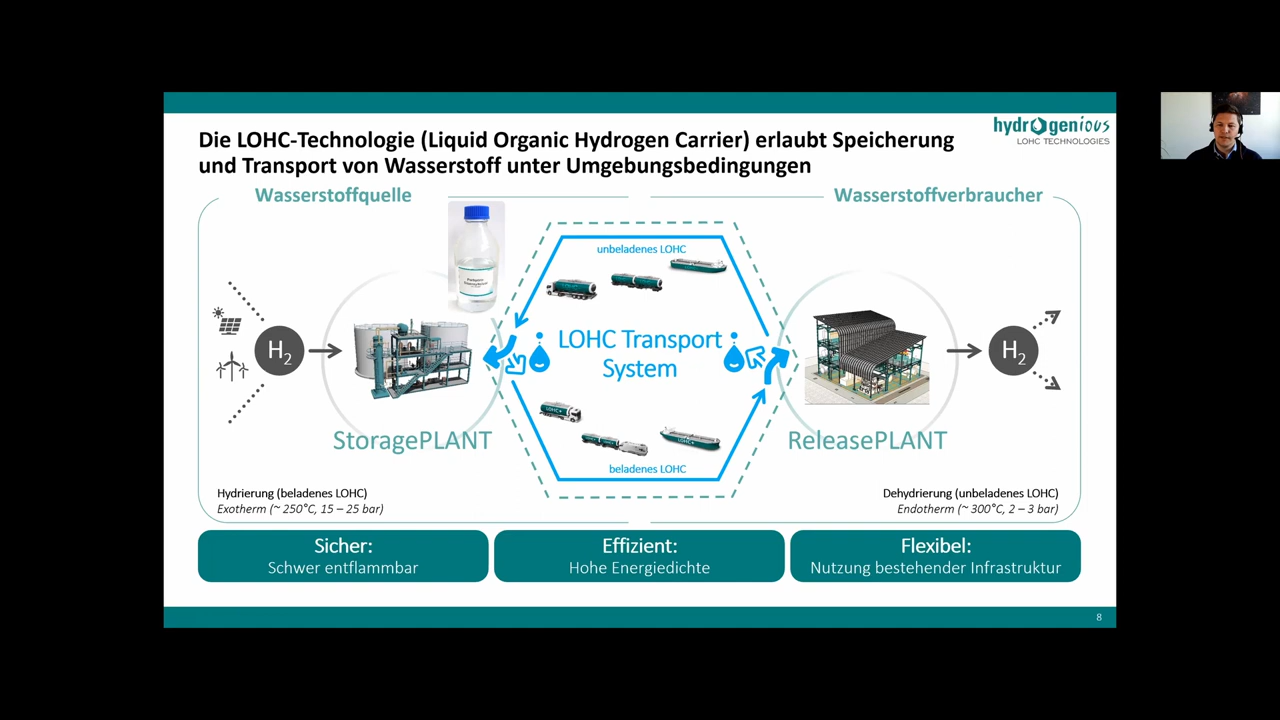 Die LOHC-Technologie (Liquid Organic Hydrogen Carrier) erlaubt Speicherung
und Transport von Wasserstoff unter Umgebungsbedingungen
hydrogenious
LOHC TECHNOLOGIES
Wasserstoffquelle
Wasserstoffverbraucher
unbeladenes LOHC
H2
LOHC Transport
System
H2
StoragePLANT
ReleasePLANT
LOHC+
LOHC+
beladenes LOHC
Hydrierung (beladenes LOHC)
Exotherm (~ 250°C, 15 – 25 bar)
Dehydrierung (unbeladenes LOHC)
Endotherm (~ 300°C, 2 – 3 bar)
Sicher:
Schwer entflammbar
Effizient:
Hohe Energiedichte
Flexibel:
Nutzung bestehender Infrastruktur
8